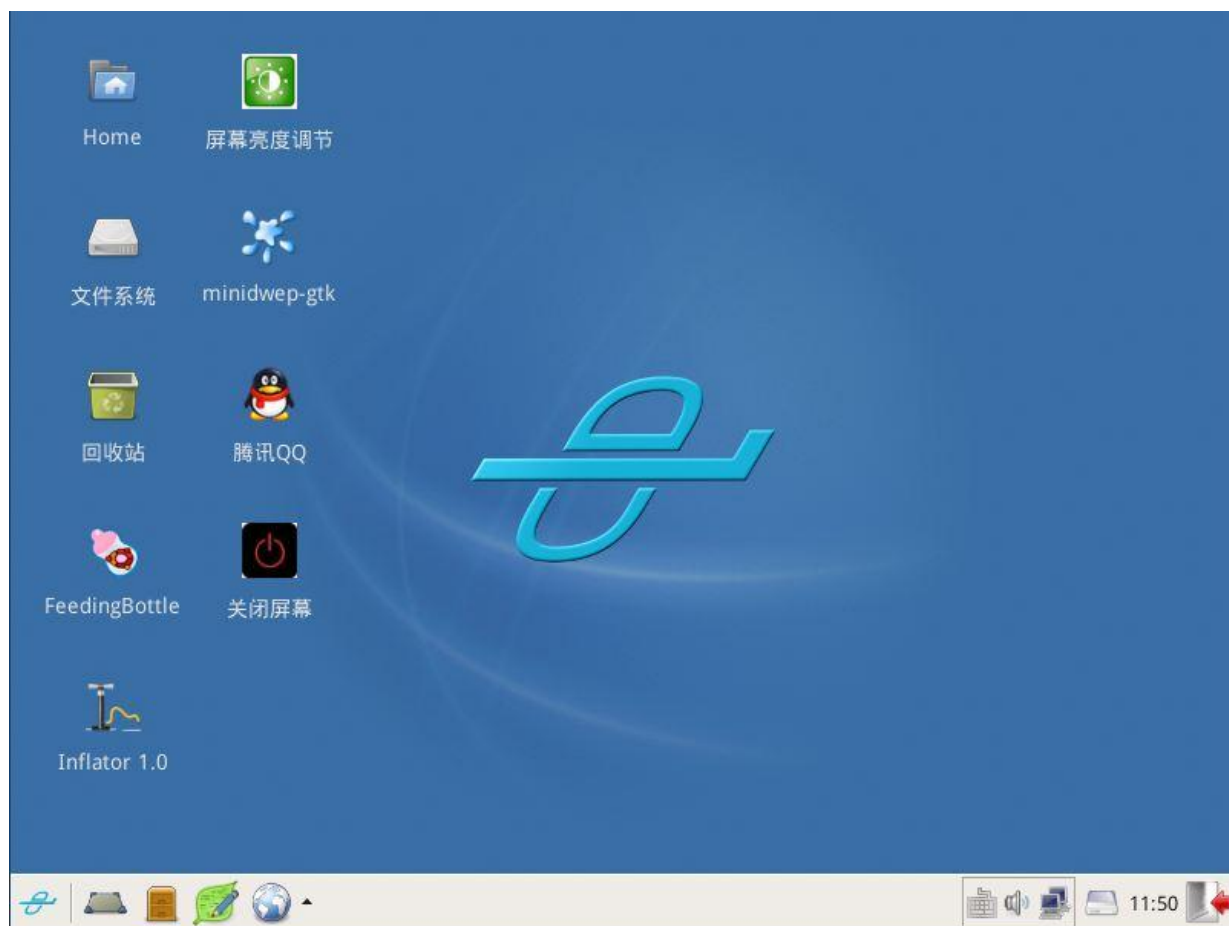 Home
屏幕亮度调节
文件系统
minidwep-gtk
回收站
腾讯QQ
FeedingBottle
关闭屏幕
Inflator 1.0
11:50